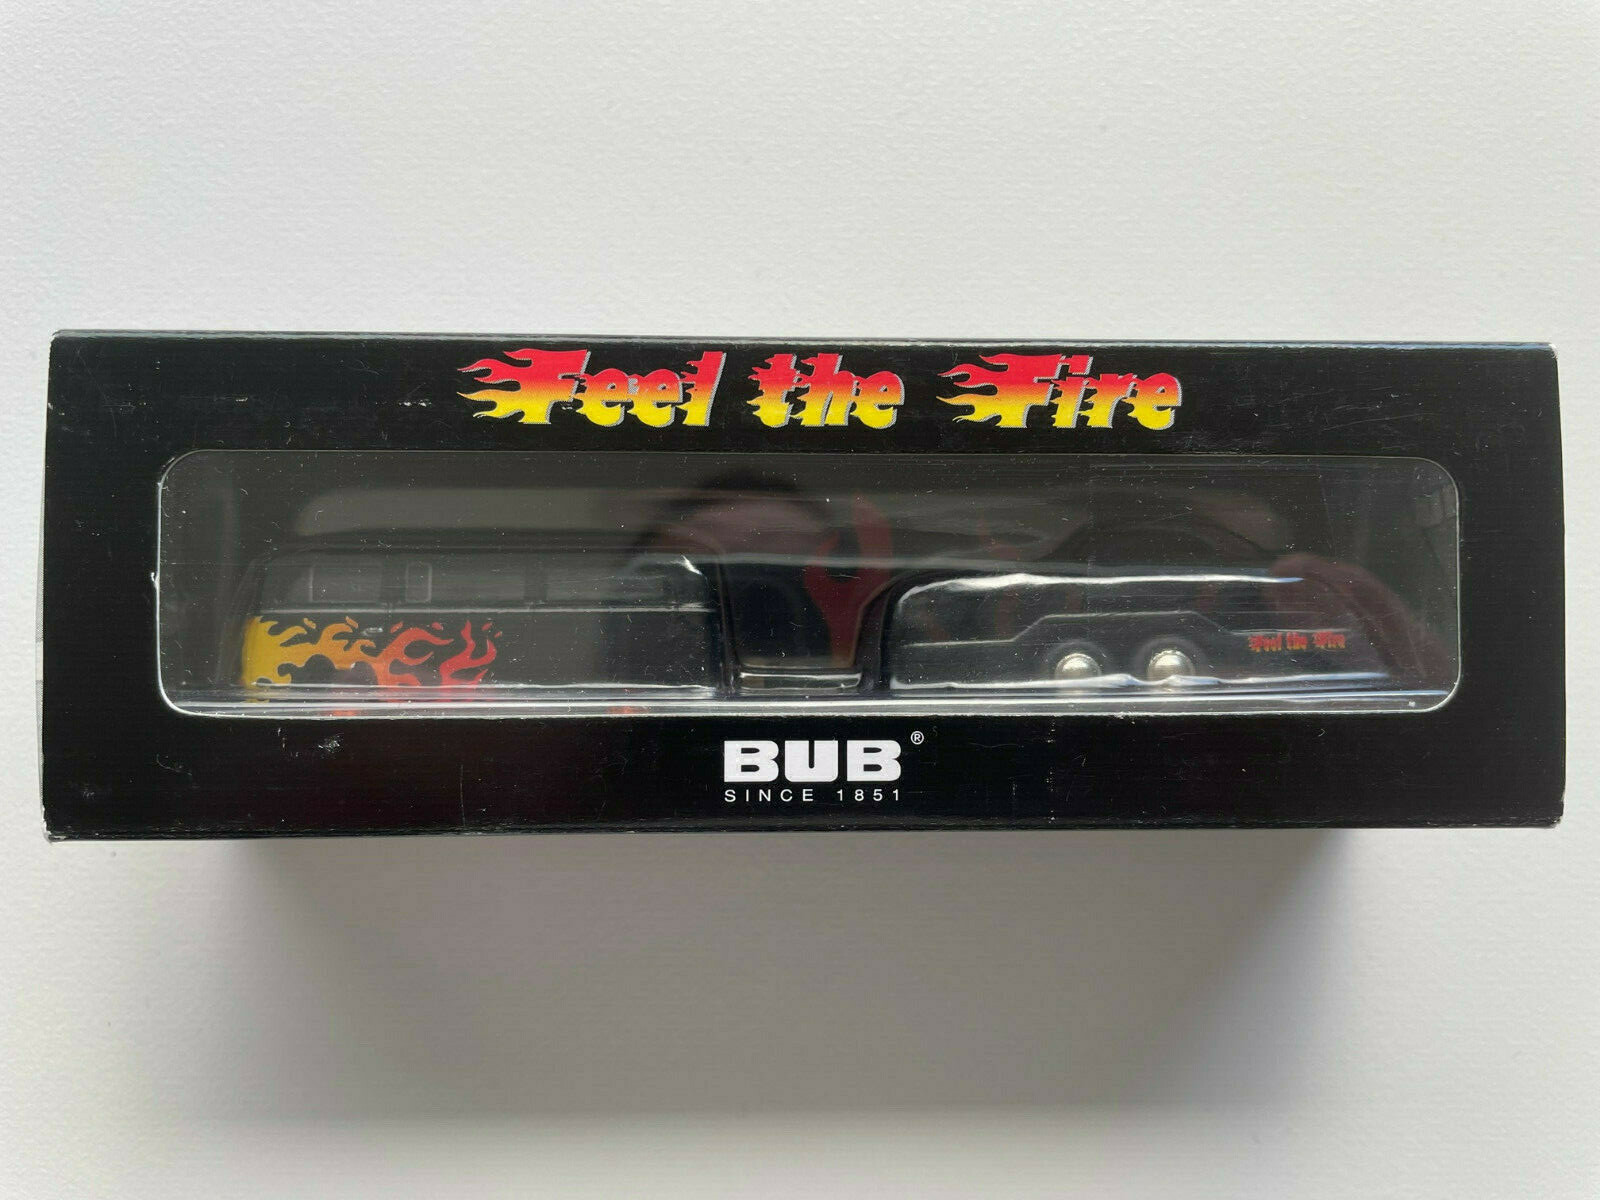 Feel the Fire
Feel the Fire
BUB®
SINCE 1851